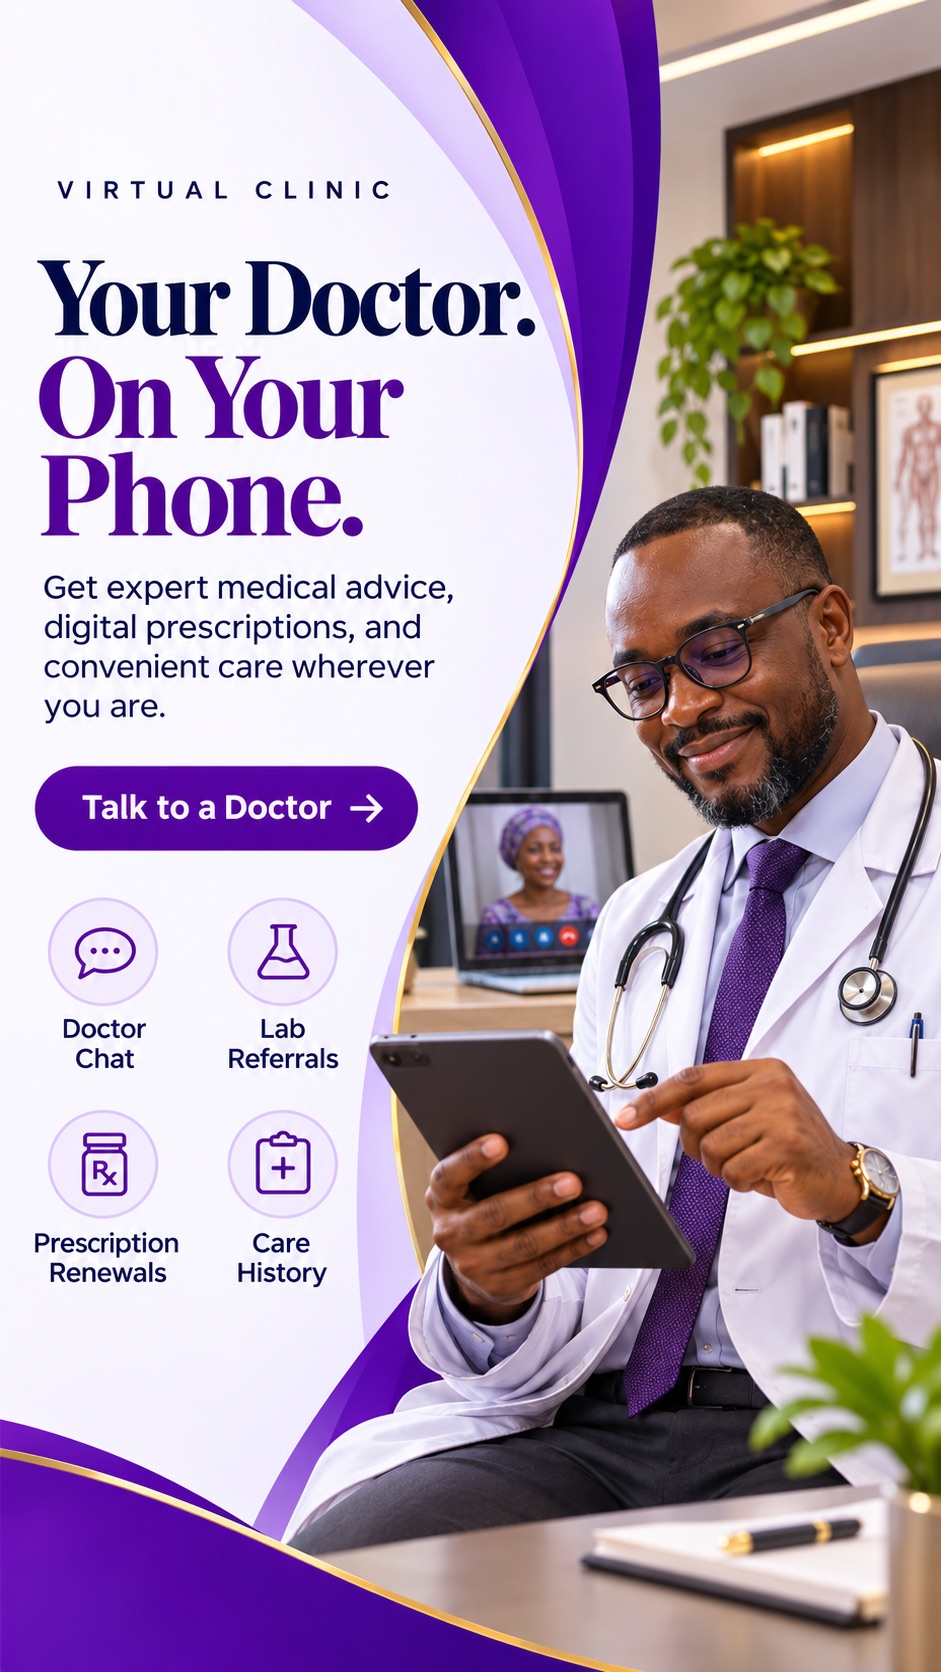 VIRTUAL CLINIC
Your Doctor.
On Your
Phone.
Get expert medical advice,
digital prescriptions, and
convenient care wherever
you are.
Talk to a Doctor →
Doctor
Chat
Lab
Referrals
Rx
Prescription
Renewals
Care
History